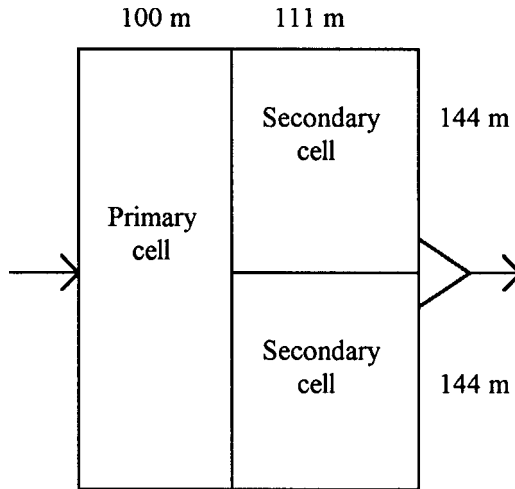 100 m
111 m
Secondary
cell
144 m
Primary
cell
Secondary
cell
144 m